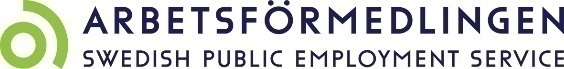 ARBETSFÖRMEDLINGEN
SWEDISH PUBLIC EMPLOYMENT SERVICE